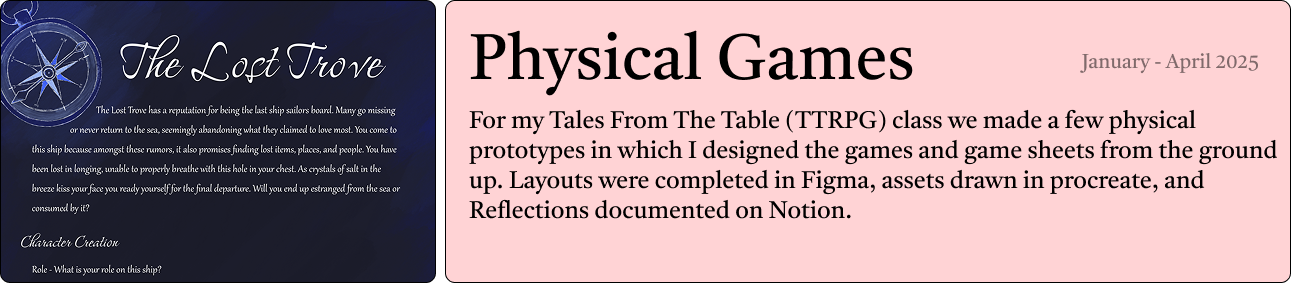 The Lost Trove
The Lost Trove has a reputation for being the last ship sailors board. Many go missing
or never return to the sea, seemingly abandoning what they claimed to love most. You come to
this ship because amongst these rumors, it also promises finding lost items, places, and people. You have
been lost in longing, unable to properly breathe with this hole in your chest. As crystals of salt in the
breeze kiss your face you ready yourself for the final departure. Will you end up estranged from the sea or
consumed by it?
Character Creation
Role - What is your role on this ship?
Physical Games
January - April 2025
For my Tales From The Table (TTRPG) class we made a few physical
prototypes in which I designed the games and game sheets from the ground
up. Layouts were completed in Figma, assets drawn in procreate, and
Reflections documented on Notion.